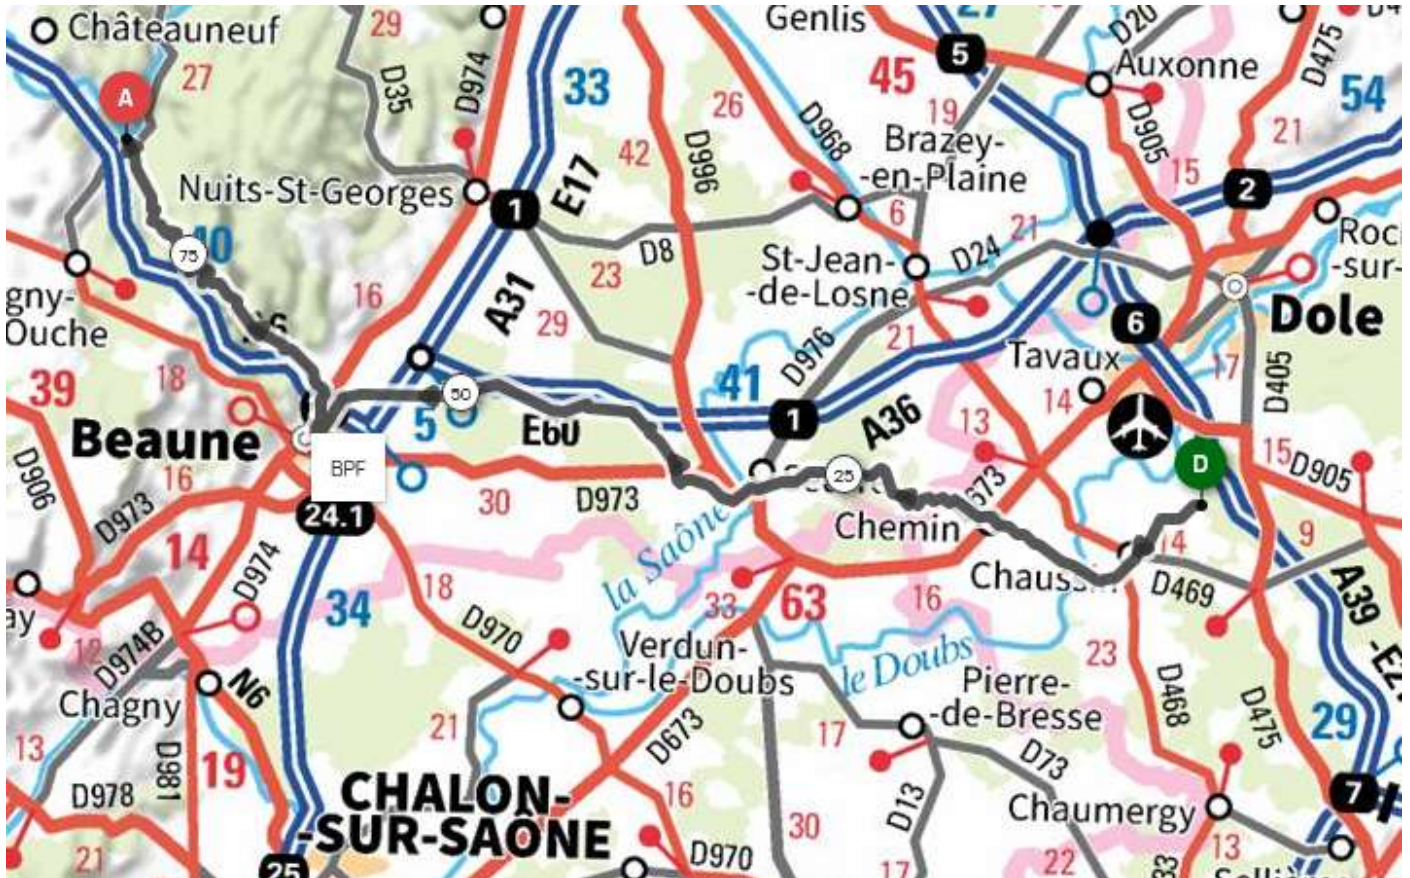 Châteauneuf
A
27
29
D35
D974
33
E17
42
26
D996
Genlis
27
45
5
D20
19
Auxonne
D905
15
D475
54
21
2
D968
Brazey-
-en-Plaine
6
Nuits-St-Georges
1
D8
23
A31
29
16
St-Jean-
-de-Losne
D24
21
21
D976
Dole
6
Tavaux
14
17
D405
75
40
Ouche
18
39
Beaune
16
D906
D973
BPF
5
50
E60
41
1
A36
13
673
D
15
D905
30
D973
25
Chemin
24.1
14
D974
34
18
la Saône
D469
9
A39
33
63
16
D970
Verdun-
-sur-le-Doubs
le Doubs
23
D468
D475
29
12
D974B
Chagny
N6
Pierre-
-de-Bresse
17
D73
D673
21
13
D981
19
D978
CHALON-
-SUR-SAÔNE
16
D13
30
Chaumergy
7
21
25
D970
17
22
13